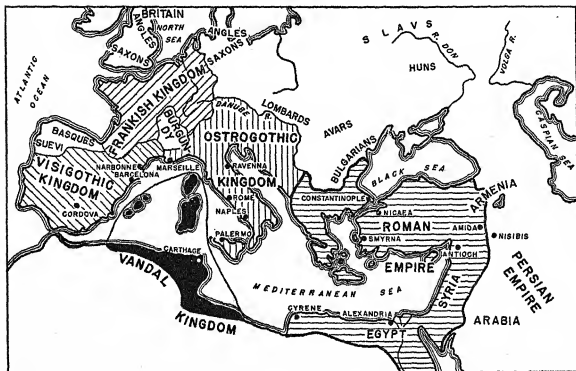 BRITAIN
ANGLES
NORTH
SEA
SAXONS
ANGLES
SAXONS
SLAVS
R. DON
VOLGA R.
HUNS
ATLANTIC
OCEAN
FRANKISH KINGDOM
BURGUN
DY
DANUBE
R.
LOMBARDS
AVARS
CASPIAN SEA
BASQUES
SUEVI
OSTROGOTHIC
KINGDOM
BULGARIANS
BLACK SEA
VISIGOTHIC
KINGDOM
NARBONNE
BARCELONA
MARSEILLE
RAVENNA
ROME
NAPLES
PALERMO
CORDOVA
CONSTANTINOPLE
NICAEA
ROMAN
EMPIRE
SMYRNA
ARMENIA
AMIDA
NISIBIS
ANTIOCH
SYRIA
PERSIAN
EMPIRE
CARTHAGE
VANDAL
KINGDOM
MEDITERRANEAN SEA
CYRENE
ALEXANDRIA
EGYPT
ARABIA